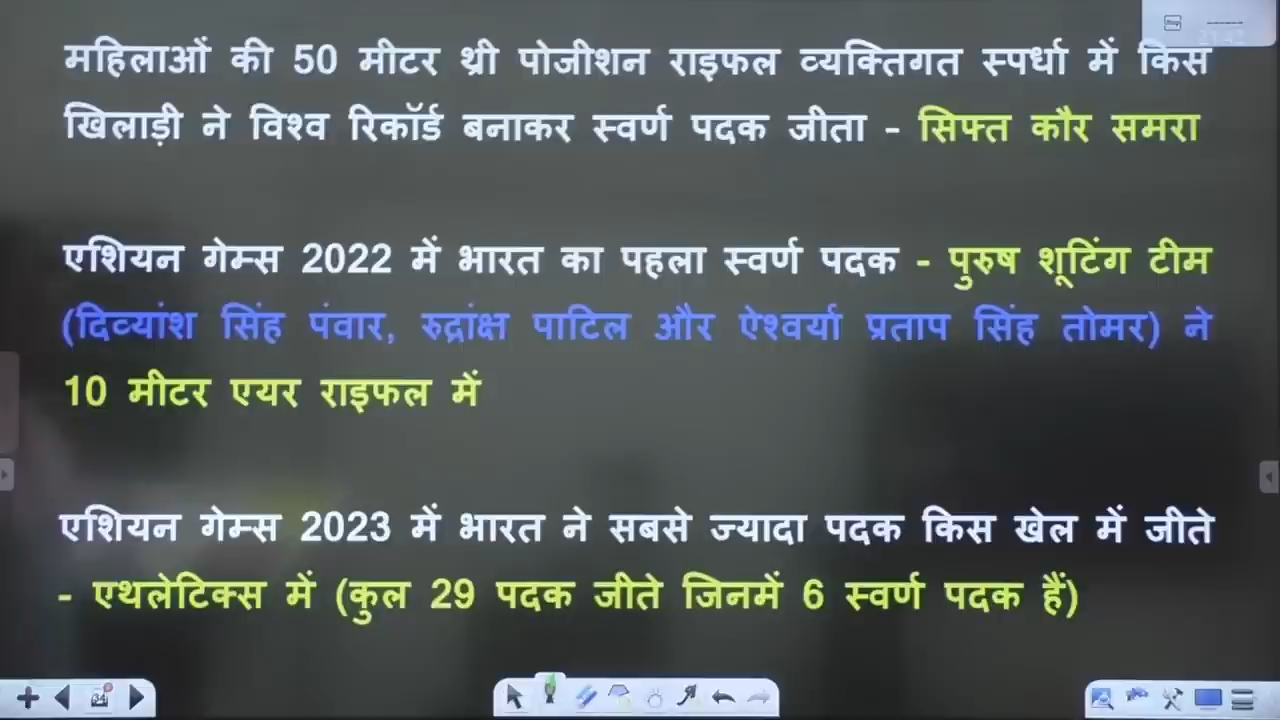 महिलाओं की 50 मीटर थ्री पोजीशन राइफल व्यक्तिगत स्पर्धा में किस
खिलाड़ी ने विश्व रिकॉर्ड बनाकर स्वर्ण पदक जीता - सिफ्त कौर समरा
एशियन गेम्स 2022 में भारत का पहला स्वर्ण पदक - पुरुष शूटिंग टीम
(दिव्यांश सिंह पंवार, रुद्रांक्ष पाटिल और ऐश्वर्या प्रताप सिंह तोमर) ने
10 मीटर एयर राइफल में
एशियन गेम्स 2023 में भारत ने सबसे ज्यादा पदक किस खेल में जीते
- एथलेटिक्स में (कुल 29 पदक जीते जिनमें 6 स्वर्ण पदक हैं)
34